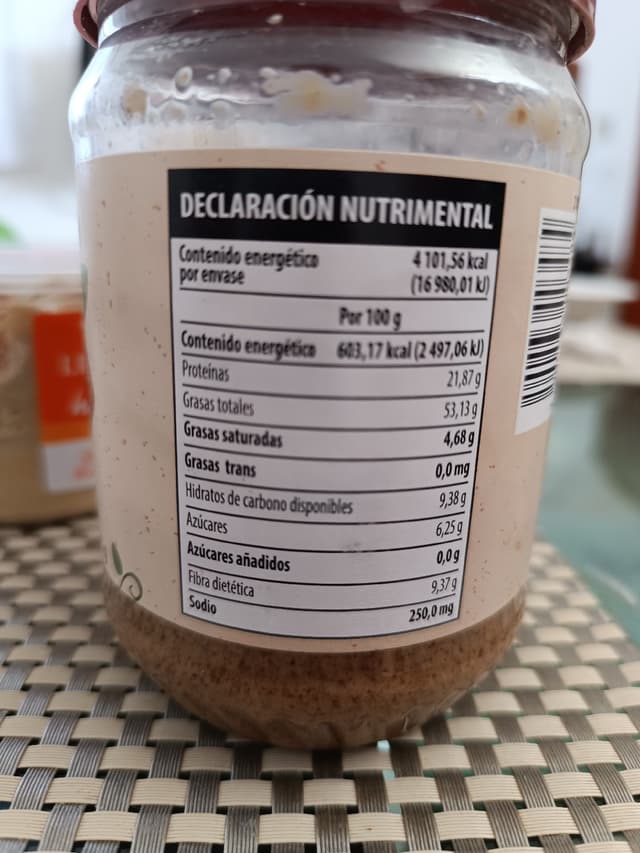 DECLARACIÓN NUTRIMENTAL
Contenido energético 4 101,56 kcal
por envase (16 980,01 kJ)
Por 100 g
Contenido energético 603,17 kcal (2 497,06 kJ)
Proteínas 21,87 g
Grasas totales 53,13 g
Grasas saturadas 4,68 g
Grasas trans 0,0 mg
Hidratos de carbono disponibles 9,38 g
Azúcares 6,25 g
Azúcares añadidos 0,0 g
Fibra dietética 9,37 g
Sodio 250,0 mg